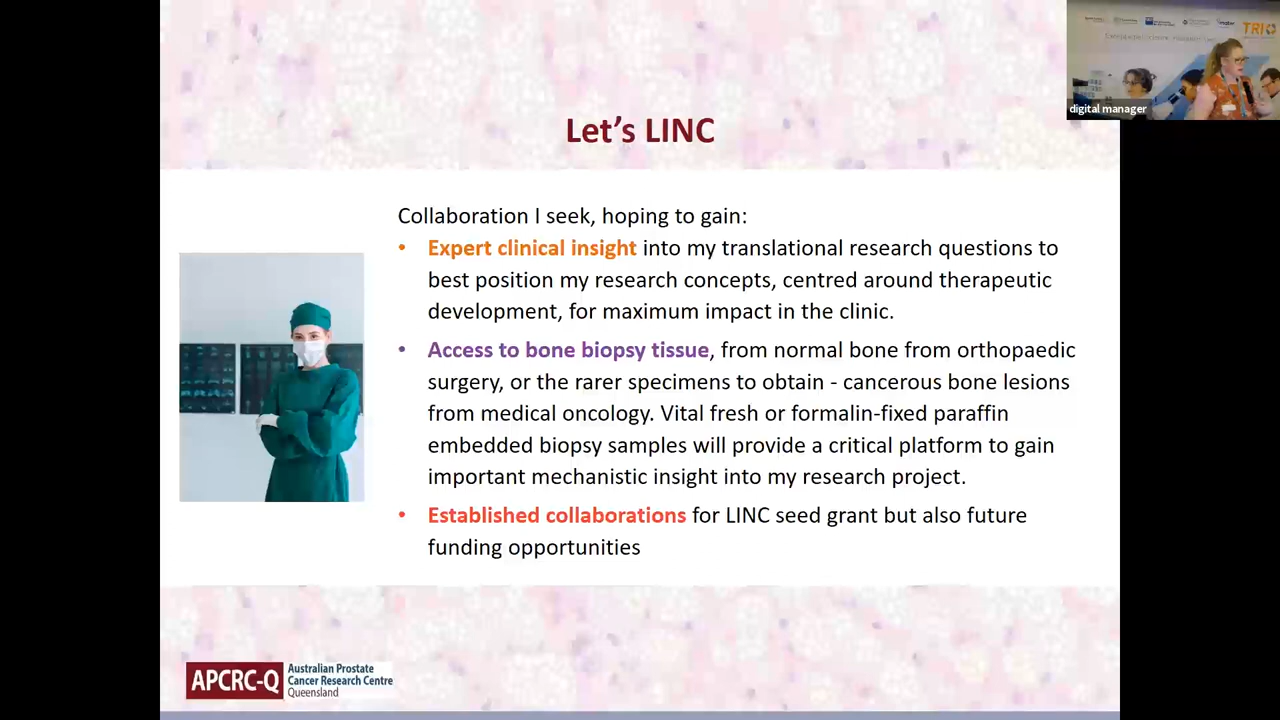 TRI
digital manager
Let's LINC
Collaboration I seek, hoping to gain:
• Expert clinical insight into my translational research questions to
best position my research concepts, centred around therapeutic
development, for maximum impact in the clinic.
• Access to bone biopsy tissue, from normal bone from orthopaedic
surgery, or the rarer specimens to obtain - cancerous bone lesions
from medical oncology. Vital fresh or formalin-fixed paraffin
embedded biopsy samples will provide a critical platform to gain
important mechanistic insight into my research project.
• Established collaborations for LINC seed grant but also future
funding opportunities
APCRC-Q
Australian Prostate
Cancer Research Centre
Queensland